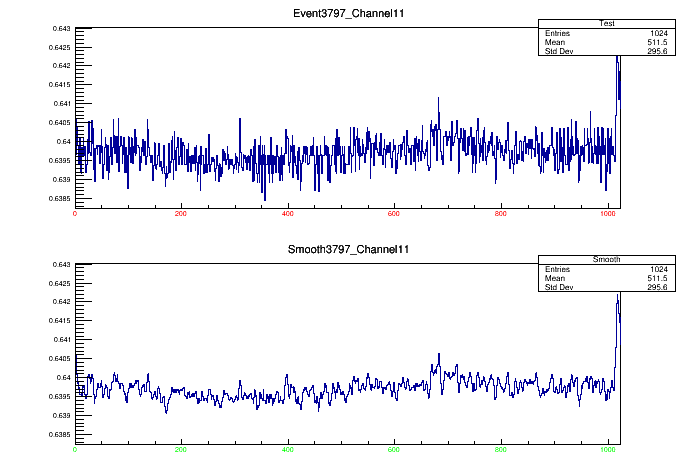 Event3797_Channel11
Test
Entries 1024
Mean 511.5
Std Dev 295.6
0.643
0.6425
0.642
0.6415
0.641
0.6405
0.64
0.6395
0.639
0.6385
0 200 400 600 800 1000
Smooth3797_Channel11
Smooth
Entries 1024
Mean 511.5
Std Dev 295.6
0.643
0.6425
0.642
0.6415
0.641
0.6405
0.64
0.6395
0.639
0.6385
0 200 400 600 800 1000